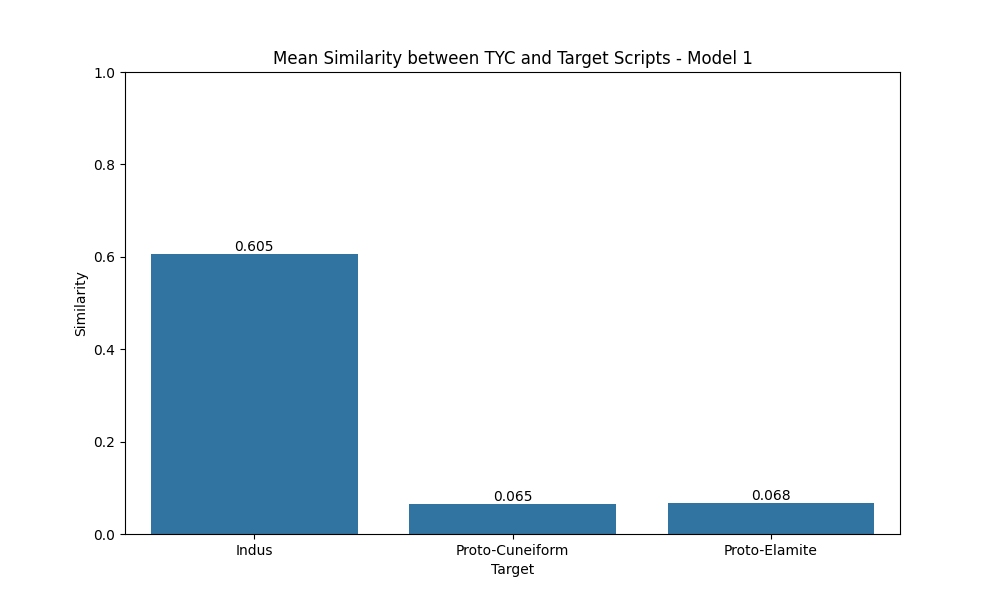 Mean Similarity between TYC and Target Scripts - Model 1
1.0
0.8
0.6
0.4
0.2
0.0
Similarity
0.605
0.065
0.068
Indus
Proto-Cuneiform
Proto-Elamite
Target